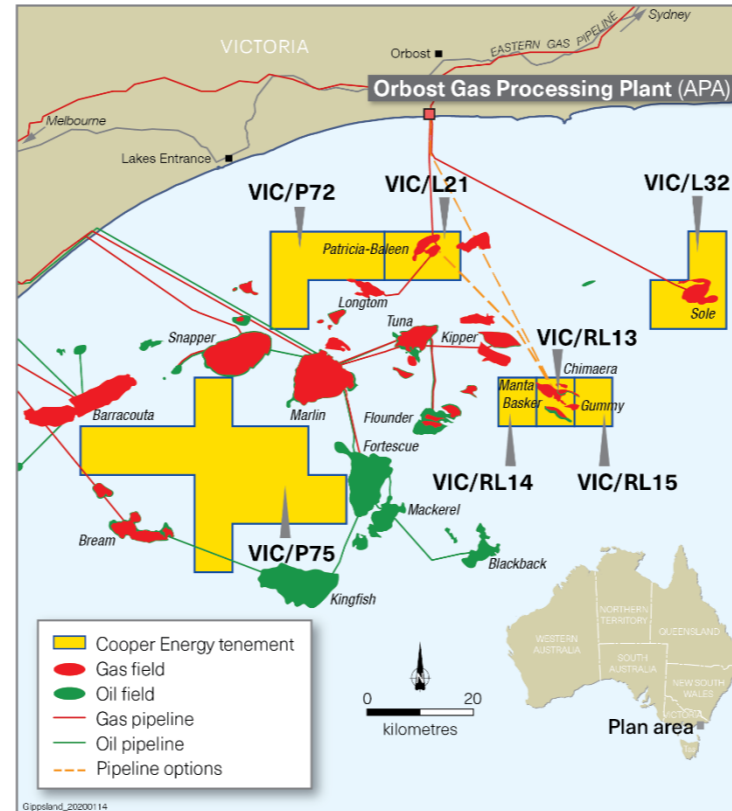 Sydney
VICTORIA
Orbost
EASTERN GAS PIPELINE
Orbost Gas Processing Plant (APA)
Melbourne
Lakes Entrance
VIC/P72
VIC/L21
VIC/L32
Patricia-Baleen
Longtom
Sole
Tuna
Snapper
Kipper
VIC/RL13
Chimaera
Manta
Basker
Gummy
Marlin
Barracouta
Flounder
Fortescue
VIC/RL14
VIC/RL15
Mackerel
Bream
VIC/P75
Blackback
Kingfish
Cooper Energy tenement
Gas field
Oil field
Gas pipeline
Oil pipeline
Pipeline options
N
0 20
kilometres
NORTHERN
TERRITORY
WESTERN
AUSTRALIA
QUEENSLAND
SOUTH
AUSTRALIA
NEW SOUTH
WALES
VICTORIA
Plan area
Gippsland_20200114